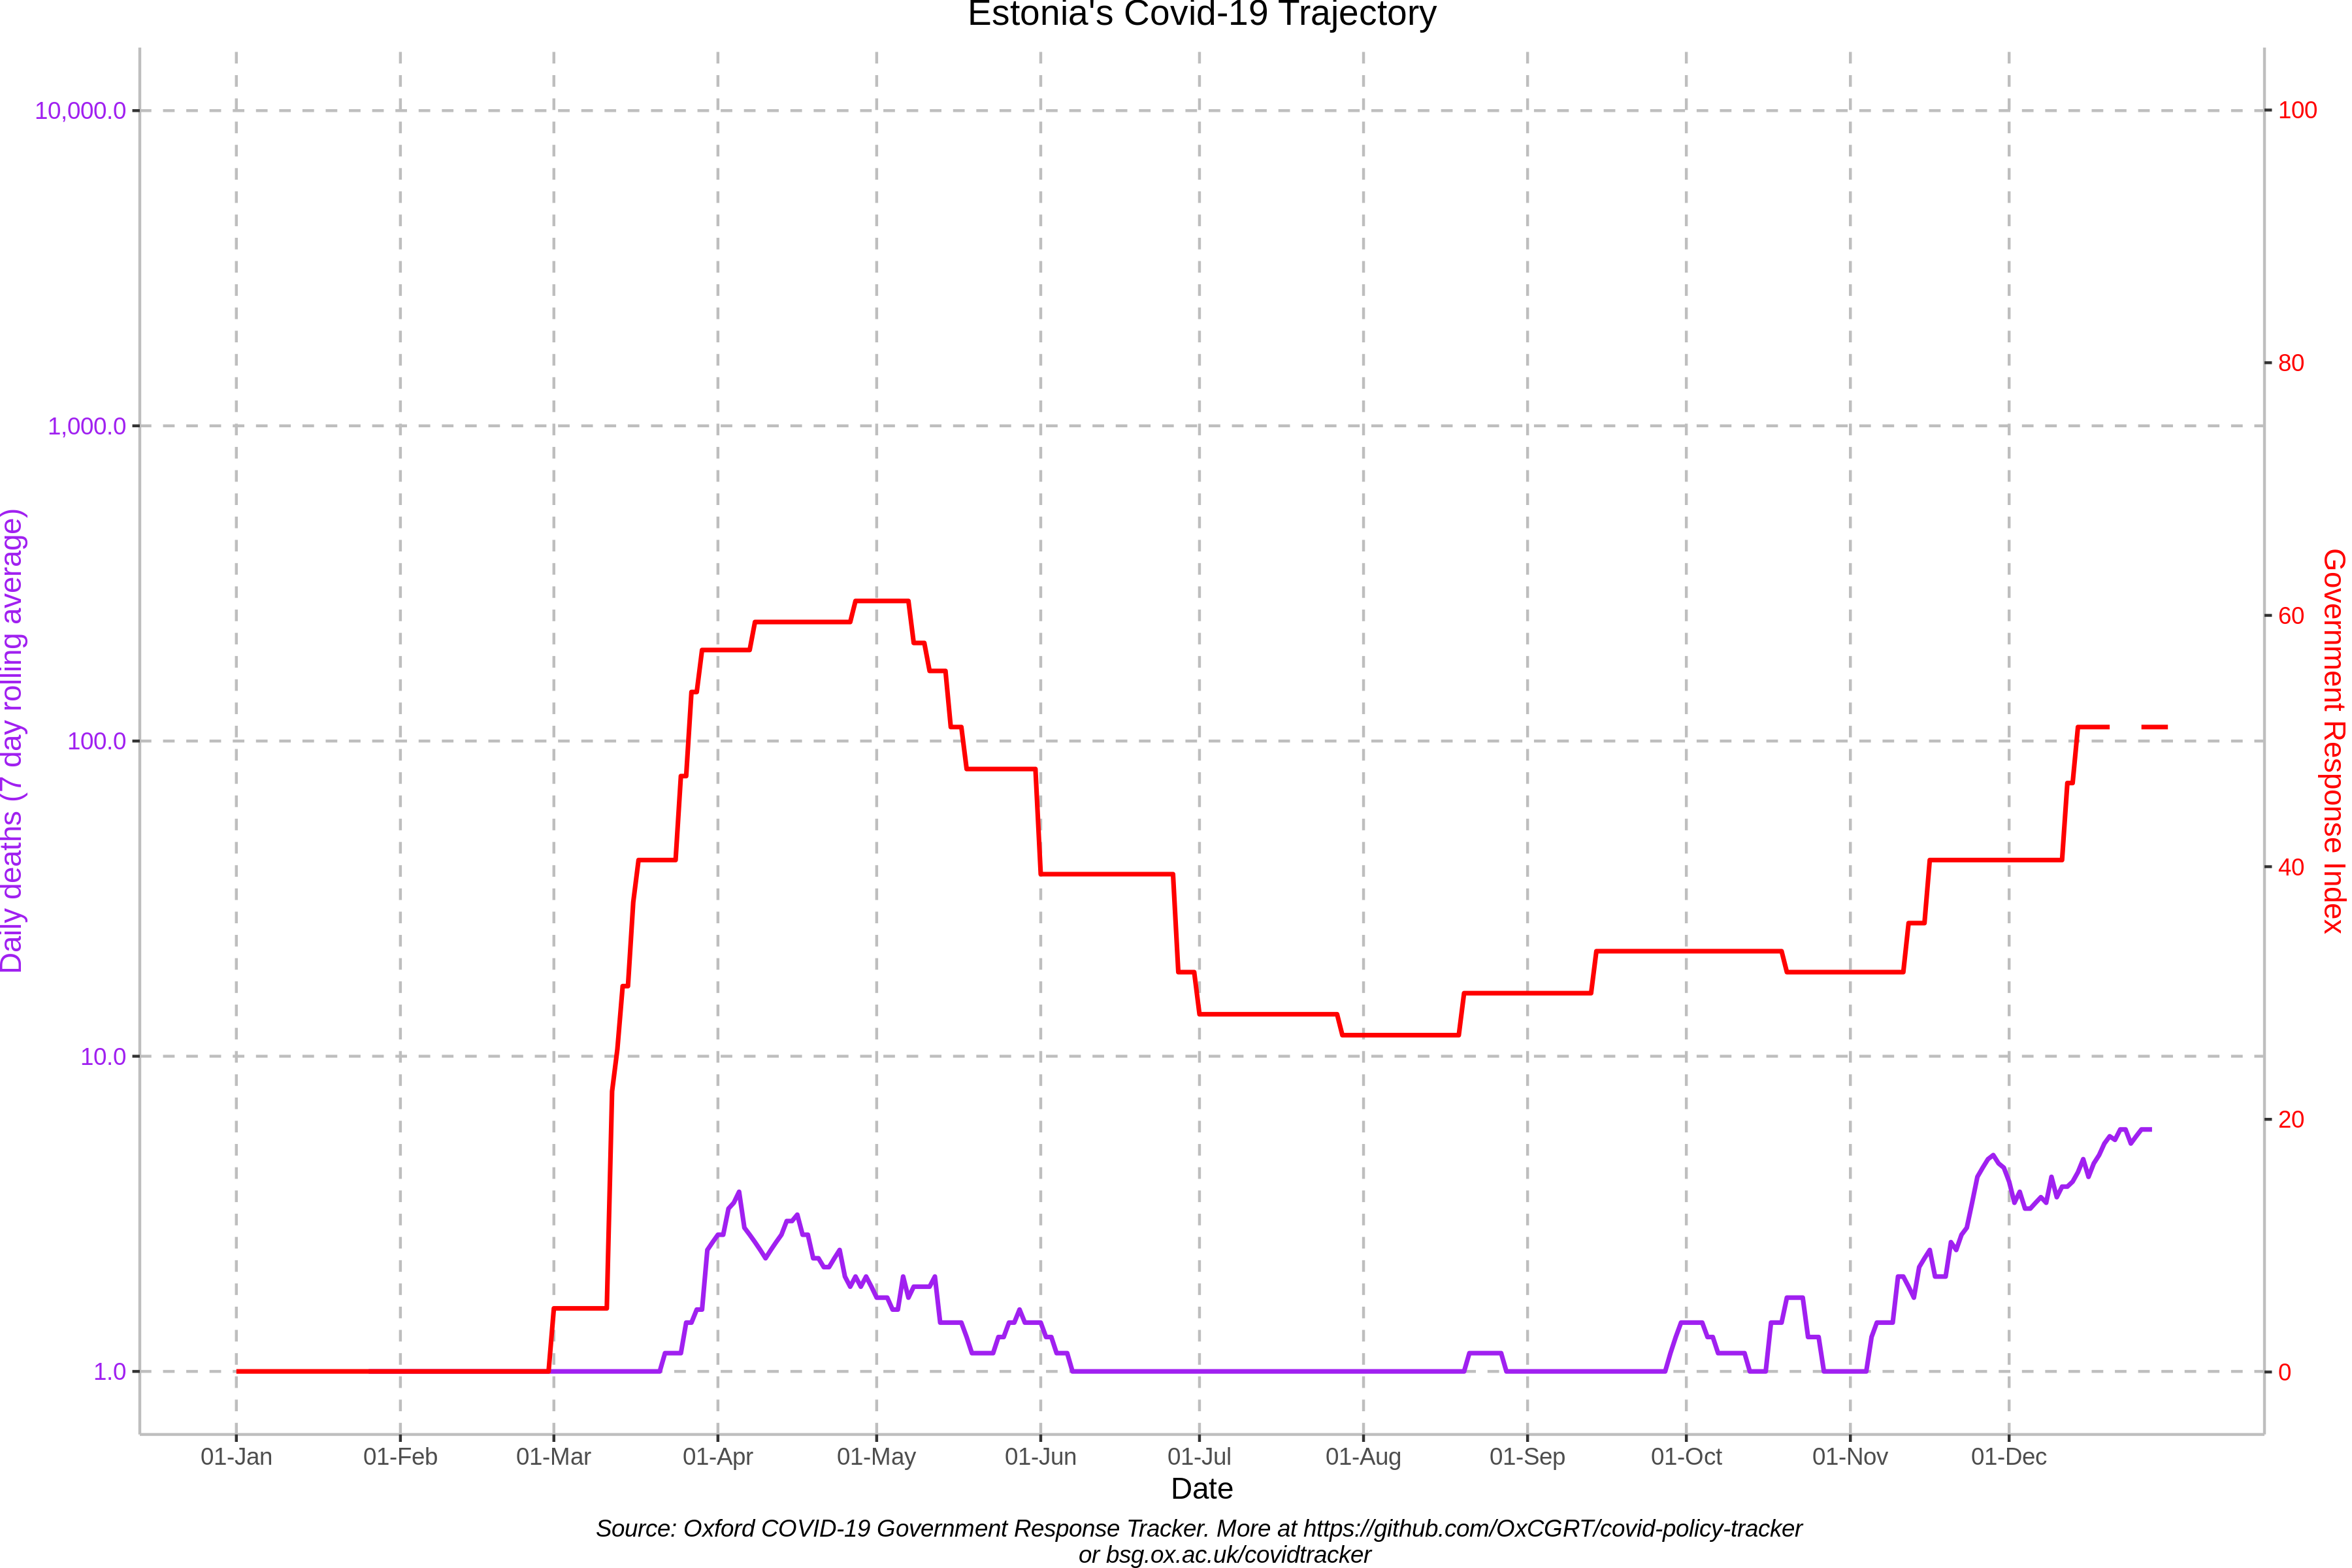 Estonia's Covid-19 Trajectory
10,000.0
1,000.0
100.0
10.0
1.0
Daily deaths (7 day rolling average)
100
80
60
40
20
0
Government Response Index
01-Jan
01-Feb
01-Mar
01-Apr
01-May
01-Jun
01-Jul
01-Aug
01-Sep
01-Oct
01-Nov
01-Dec
Date
Source: Oxford COVID-19 Government Response Tracker. More at https://github.com/OxCGRT/covid-policy-tracker
or bsg.ox.ac.uk/covidtracker